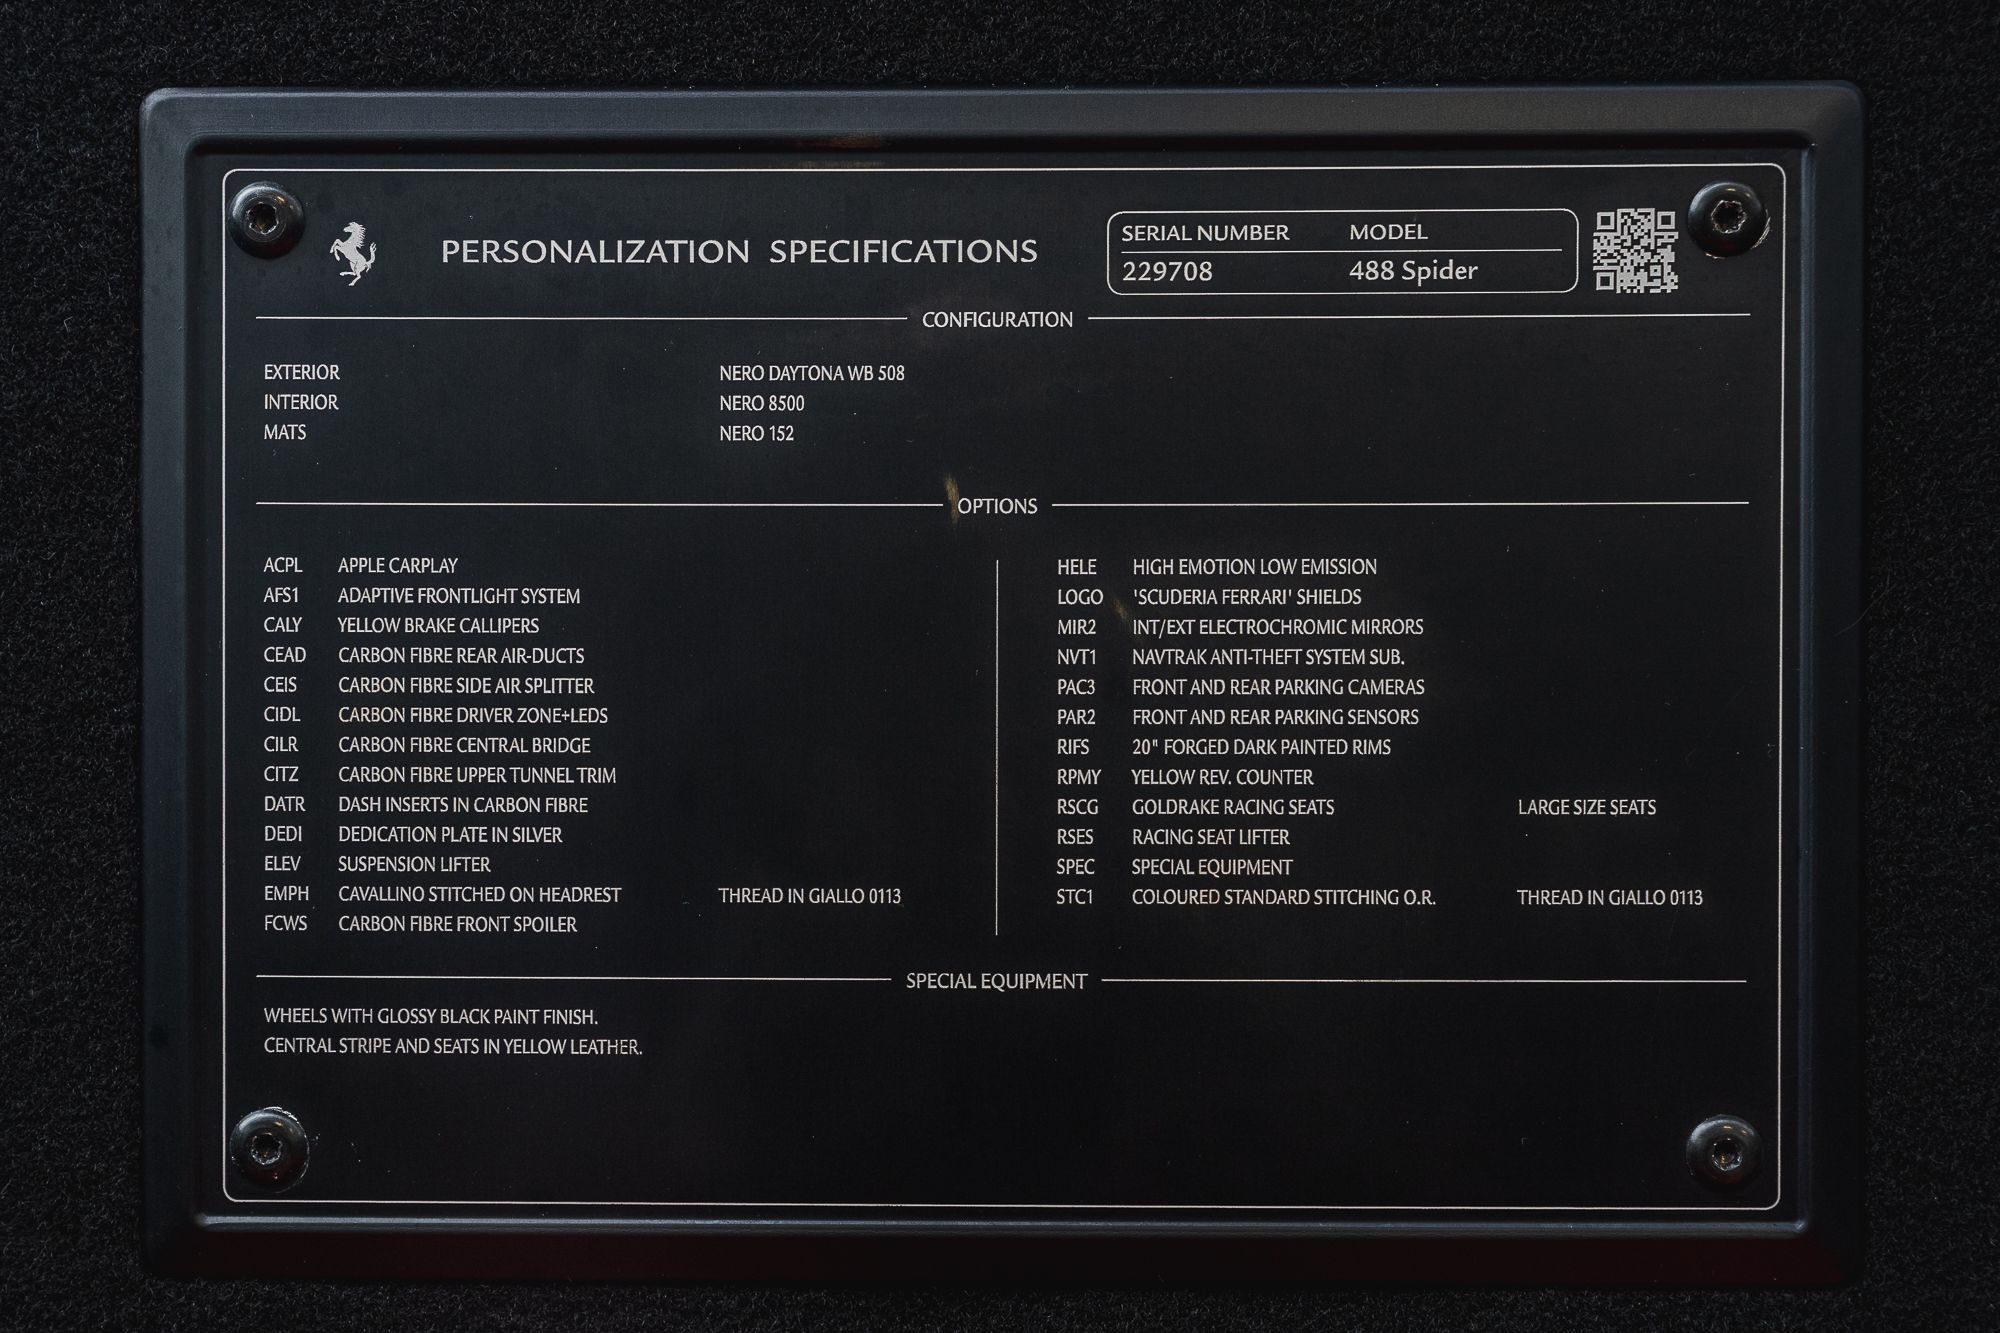 PERSONALIZATION SPECIFICATIONS
SERIAL NUMBER MODEL
229708 488 Spider
CONFIGURATION
EXTERIOR NERO DAYTONA WB 508
INTERIOR NERO 8500
MATS NERO 152
OPTIONS
ACPL APPLE CARPLAY
AFS1 ADAPTIVE FRONTLIGHT SYSTEM
CALY YELLOW BRAKE CALLIPERS
CEAD CARBON FIBRE REAR AIR-DUCTS
CEIS CARBON FIBRE SIDE AIR SPLITTER
CIDL CARBON FIBRE DRIVER ZONE+LEDS
CILR CARBON FIBRE CENTRAL BRIDGE
CITZ CARBON FIBRE UPPER TUNNEL TRIM
DATR DASH INSERTS IN CARBON FIBRE
DEDI DEDICATION PLATE IN SILVER
ELEV SUSPENSION LIFTER
EMPH CAVALLINO STITCHED ON HEADREST THREAD IN GIALLO 0113
FCWS CARBON FIBRE FRONT SPOILER
HELE HIGH EMOTION LOW EMISSION
LOGO 'SCUDERIA FERRARI' SHIELDS
MIR2 INT/EXT ELECTROCHROMIC MIRRORS
NVT1 NAVTRAK ANTI-THEFT SYSTEM SUB.
PAC3 FRONT AND REAR PARKING CAMERAS
PAR2 FRONT AND REAR PARKING SENSORS
RIFS 20" FORGED DARK PAINTED RIMS
RPMY YELLOW REV. COUNTER
RSCG GOLDRAKE RACING SEATS LARGE SIZE SEATS
RSES RACING SEAT LIFTER
SPEC SPECIAL EQUIPMENT
STC1 COLOURED STANDARD STITCHING O.R. THREAD IN GIALLO 0113
SPECIAL EQUIPMENT
WHEELS WITH GLOSSY BLACK PAINT FINISH.
CENTRAL STRIPE AND SEATS IN YELLOW LEATHER.